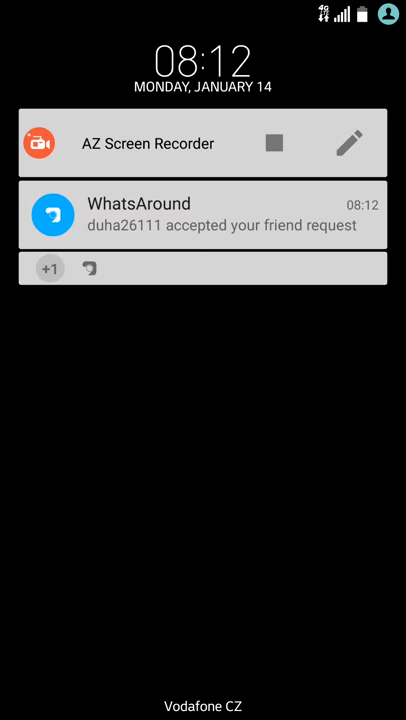 4G
08:12
MONDAY, JANUARY 14
AZ Screen Recorder
WhatsAround
08:12
duha26111 accepted your friend request
+1
Vodafone CZ